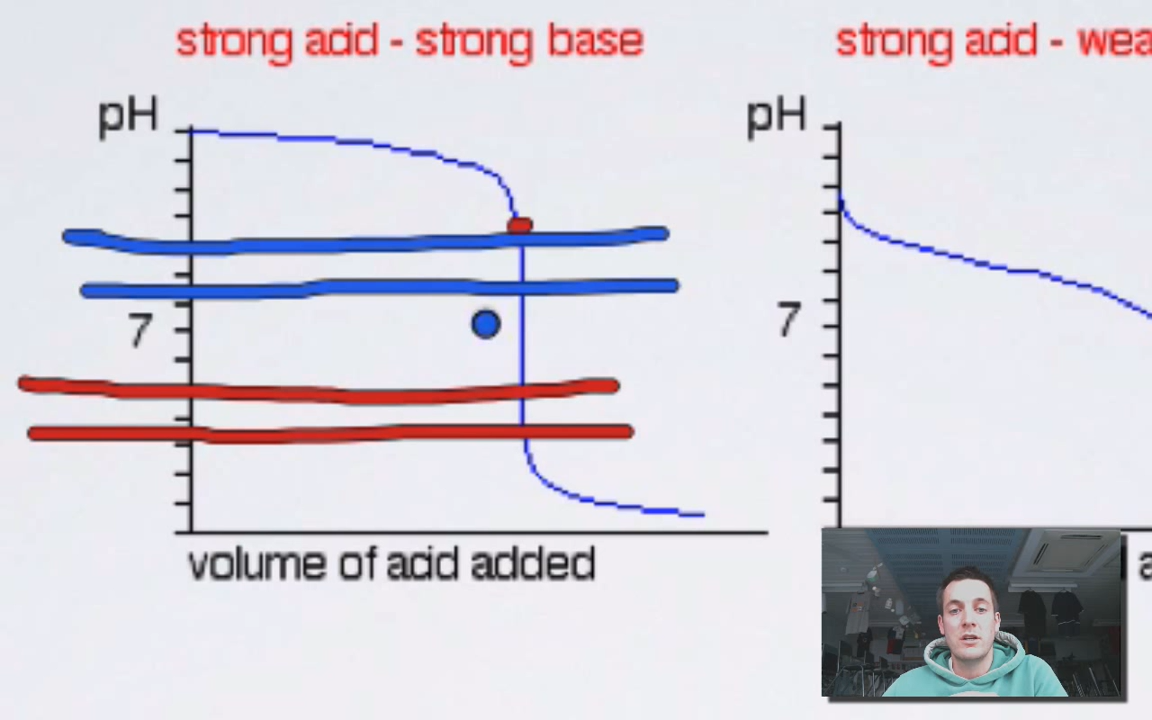 strong acid - strong base
strong acid - wea
pH
pH
7
7
volume of acid added
a